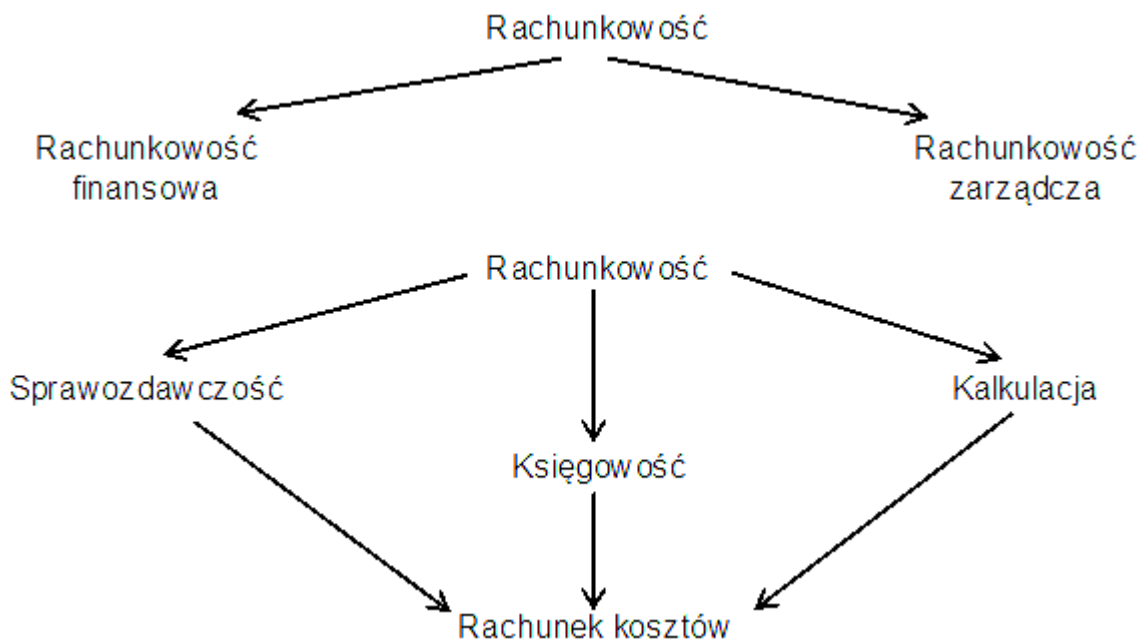 Rachunkowość
Rachunkowość
finansowa
Rachunkowość
zarządcza
Rachunkowość
Sprawozdawczość
Kalkulacja
Księgowość
Rachunek kosztów